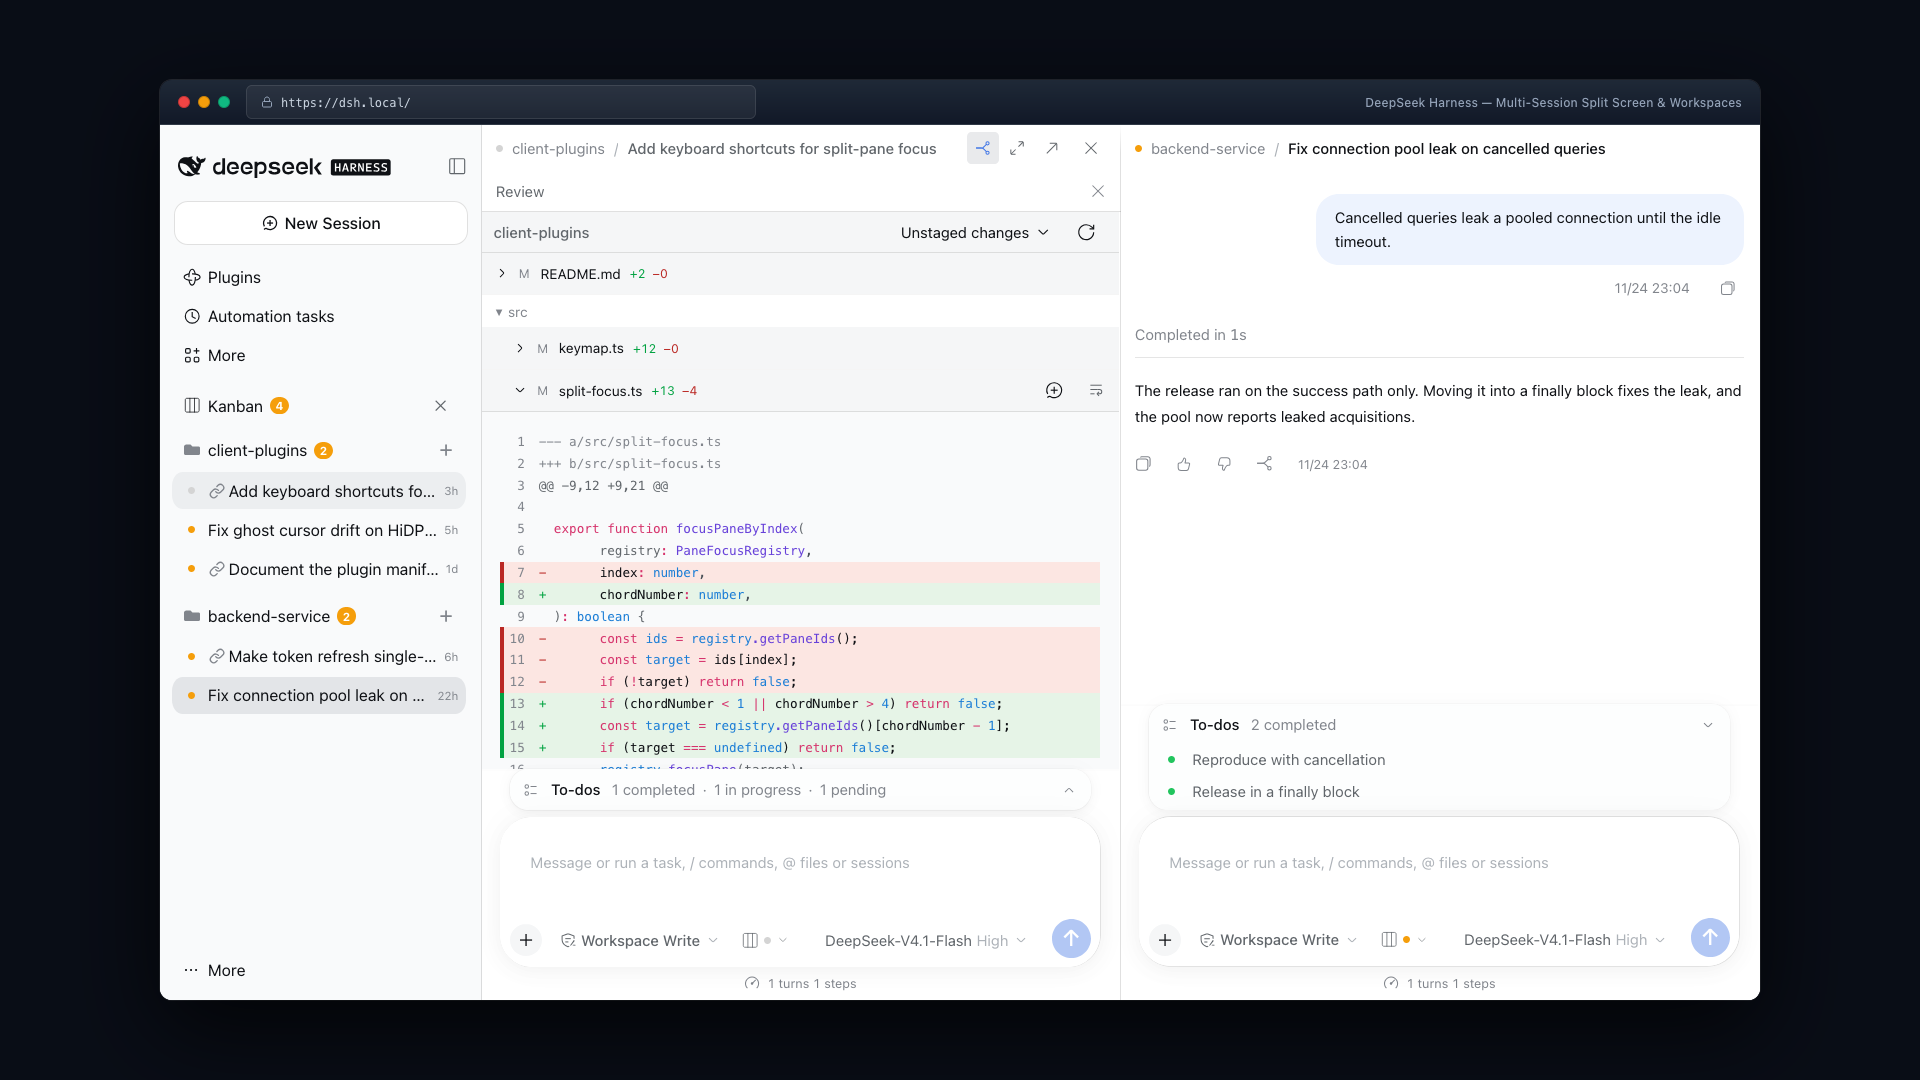 https://dsh.local/
DeepSeek Harness — Multi-Session Split Screen & Workspaces
deepseek HARNESS
New Session
Plugins
Automation tasks
More
Kanban 4
client-plugins 2
Add keyboard shortcuts fo... 3h
Fix ghost cursor drift on HiDP... 5h
Document the plugin manif... 1d
backend-service 2
Make token refresh single-... 6h
Fix connection pool leak on ... 22h
More
client-plugins / Add keyboard shortcuts for split-pane focus
Review
client-plugins
Unstaged changes
M README.md +2 −0
src
M keymap.ts +12 −0
M split-focus.ts +13 −4
1 --- a/src/split-focus.ts
2 +++ b/src/split-focus.ts
3 @@ -9,12 +9,21 @@
4
5 export function focusPaneByIndex(
6 registry: PaneFocusRegistry,
7 - index: number,
8 + chordNumber: number,
9 ): boolean {
10 - const ids = registry.getPaneIds();
11 - const target = ids[index];
12 - if (!target) return false;
13 + if (chordNumber < 1 || chordNumber > 4) return false;
14 + const target = registry.getPaneIds()[chordNumber - 1];
15 + if (target === undefined) return false;
16 registry.focusPane(target);
To-dos 1 completed · 1 in progress · 1 pending
Message or run a task, / commands, @ files or sessions
Workspace Write
DeepSeek-V4.1-Flash High
1 turns 1 steps
backend-service / Fix connection pool leak on cancelled queries
Cancelled queries leak a pooled connection until the idle
timeout.
11/24 23:04
Completed in 1s
The release ran on the success path only. Moving it into a finally block fixes the leak, and
the pool now reports leaked acquisitions.
11/24 23:04
To-dos 2 completed
Reproduce with cancellation
Release in a finally block
Message or run a task, / commands, @ files or sessions
Workspace Write
DeepSeek-V4.1-Flash High
1 turns 1 steps